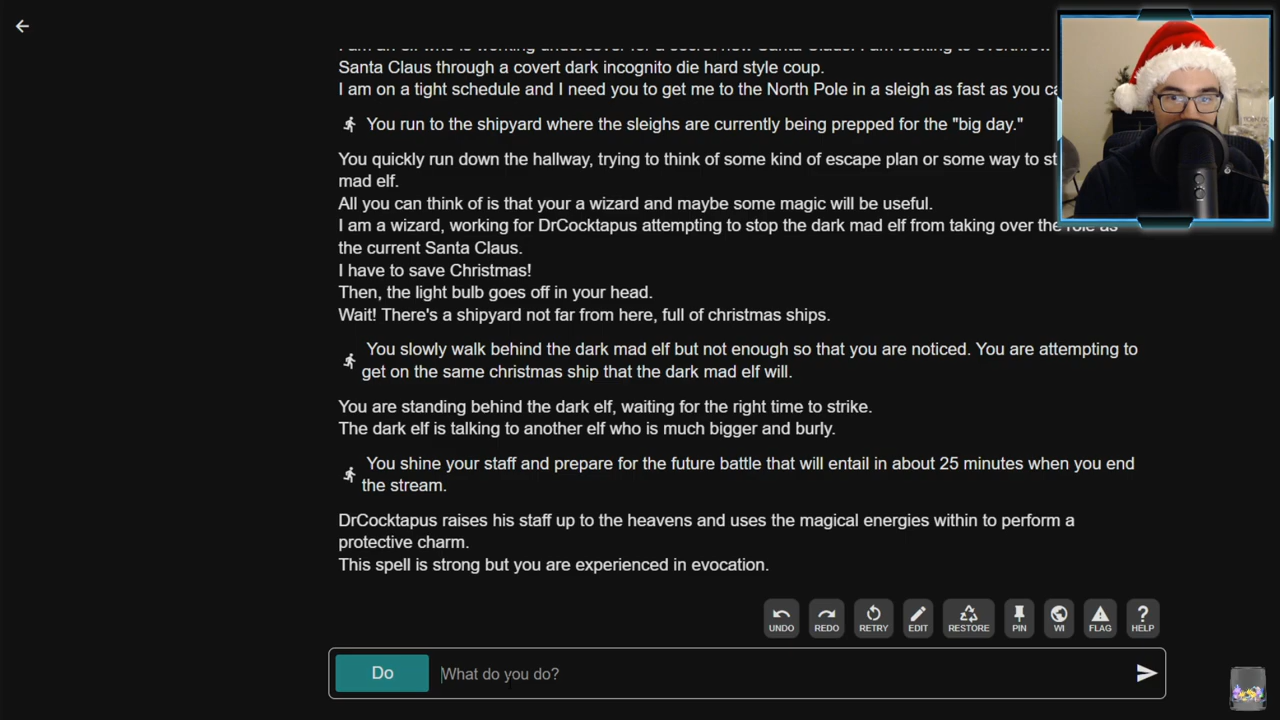 Santa Claus through a covert dark incognito die hard style coup.
I am on a tight schedule and I need you to get me to the North Pole in a sleigh as fast as you
You run to the shipyard where the sleighs are currently being prepped for the "big day."
You quickly run down the hallway, trying to think of some kind of escape plan or some way to
mad elf.
All you can think of is that your a wizard and maybe some magic will be useful.
I am a wizard, working for DrCocktapus attempting to stop the dark mad elf from taking over the role as
the current Santa Claus.
I have to save Christmas!
Then, the light bulb goes off in your head.
Wait! There's a shipyard not far from here, full of christmas ships.
You slowly walk behind the dark mad elf but not enough so that you are noticed. You are attempting to
get on the same christmas ship that the dark mad elf will.
You are standing behind the dark elf, waiting for the right time to strike.
The dark elf is talking to another elf who is much bigger and burly.
You shine your staff and prepare for the future battle that will entail in about 25 minutes when you end
the stream.
DrCocktapus raises his staff up to the heavens and uses the magical energies within to perform a
protective charm.
This spell is strong but you are experienced in evocation.
UNDO REDO RETRY EDIT RESTORE PIN WI FLAG HELP
Do What do you do?